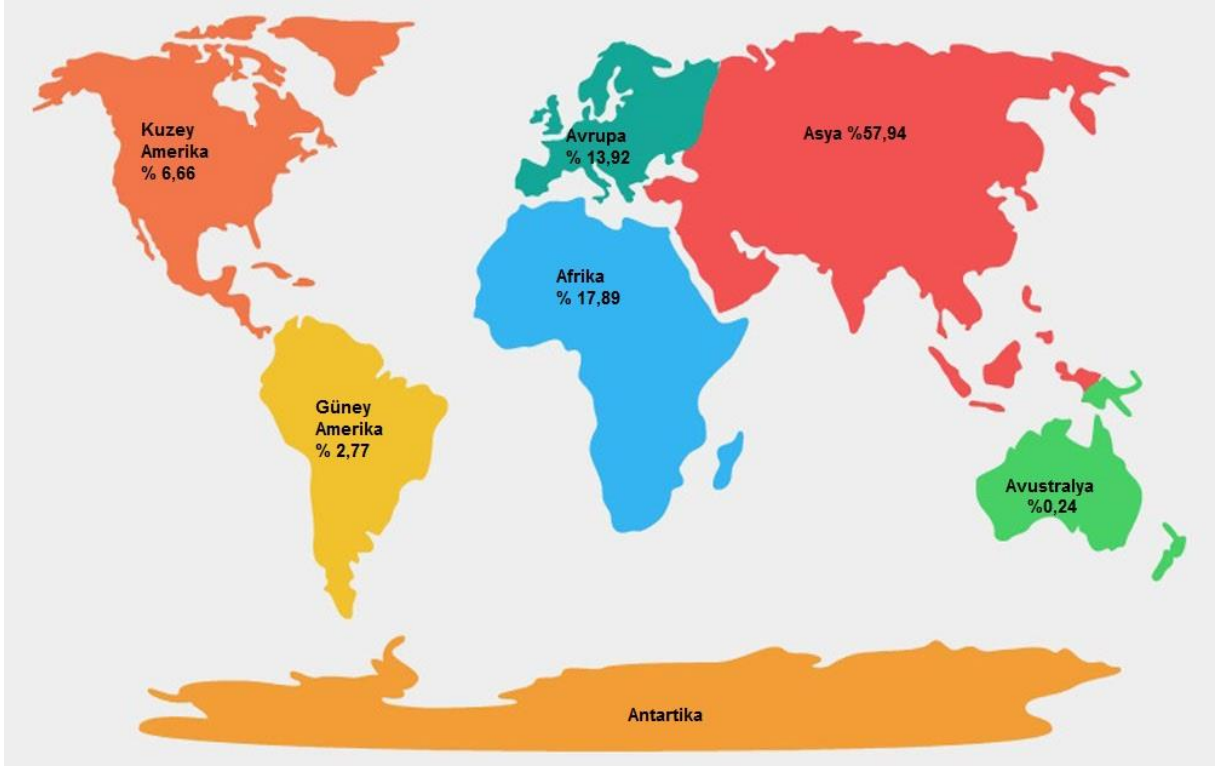 Kuzey
Amerika
% 6,66
Avrupa
% 13,92
Asya %57,94
Afrika
% 17,89
Güney
Amerika
% 2,77
Avustralya
%0,24
Antartika